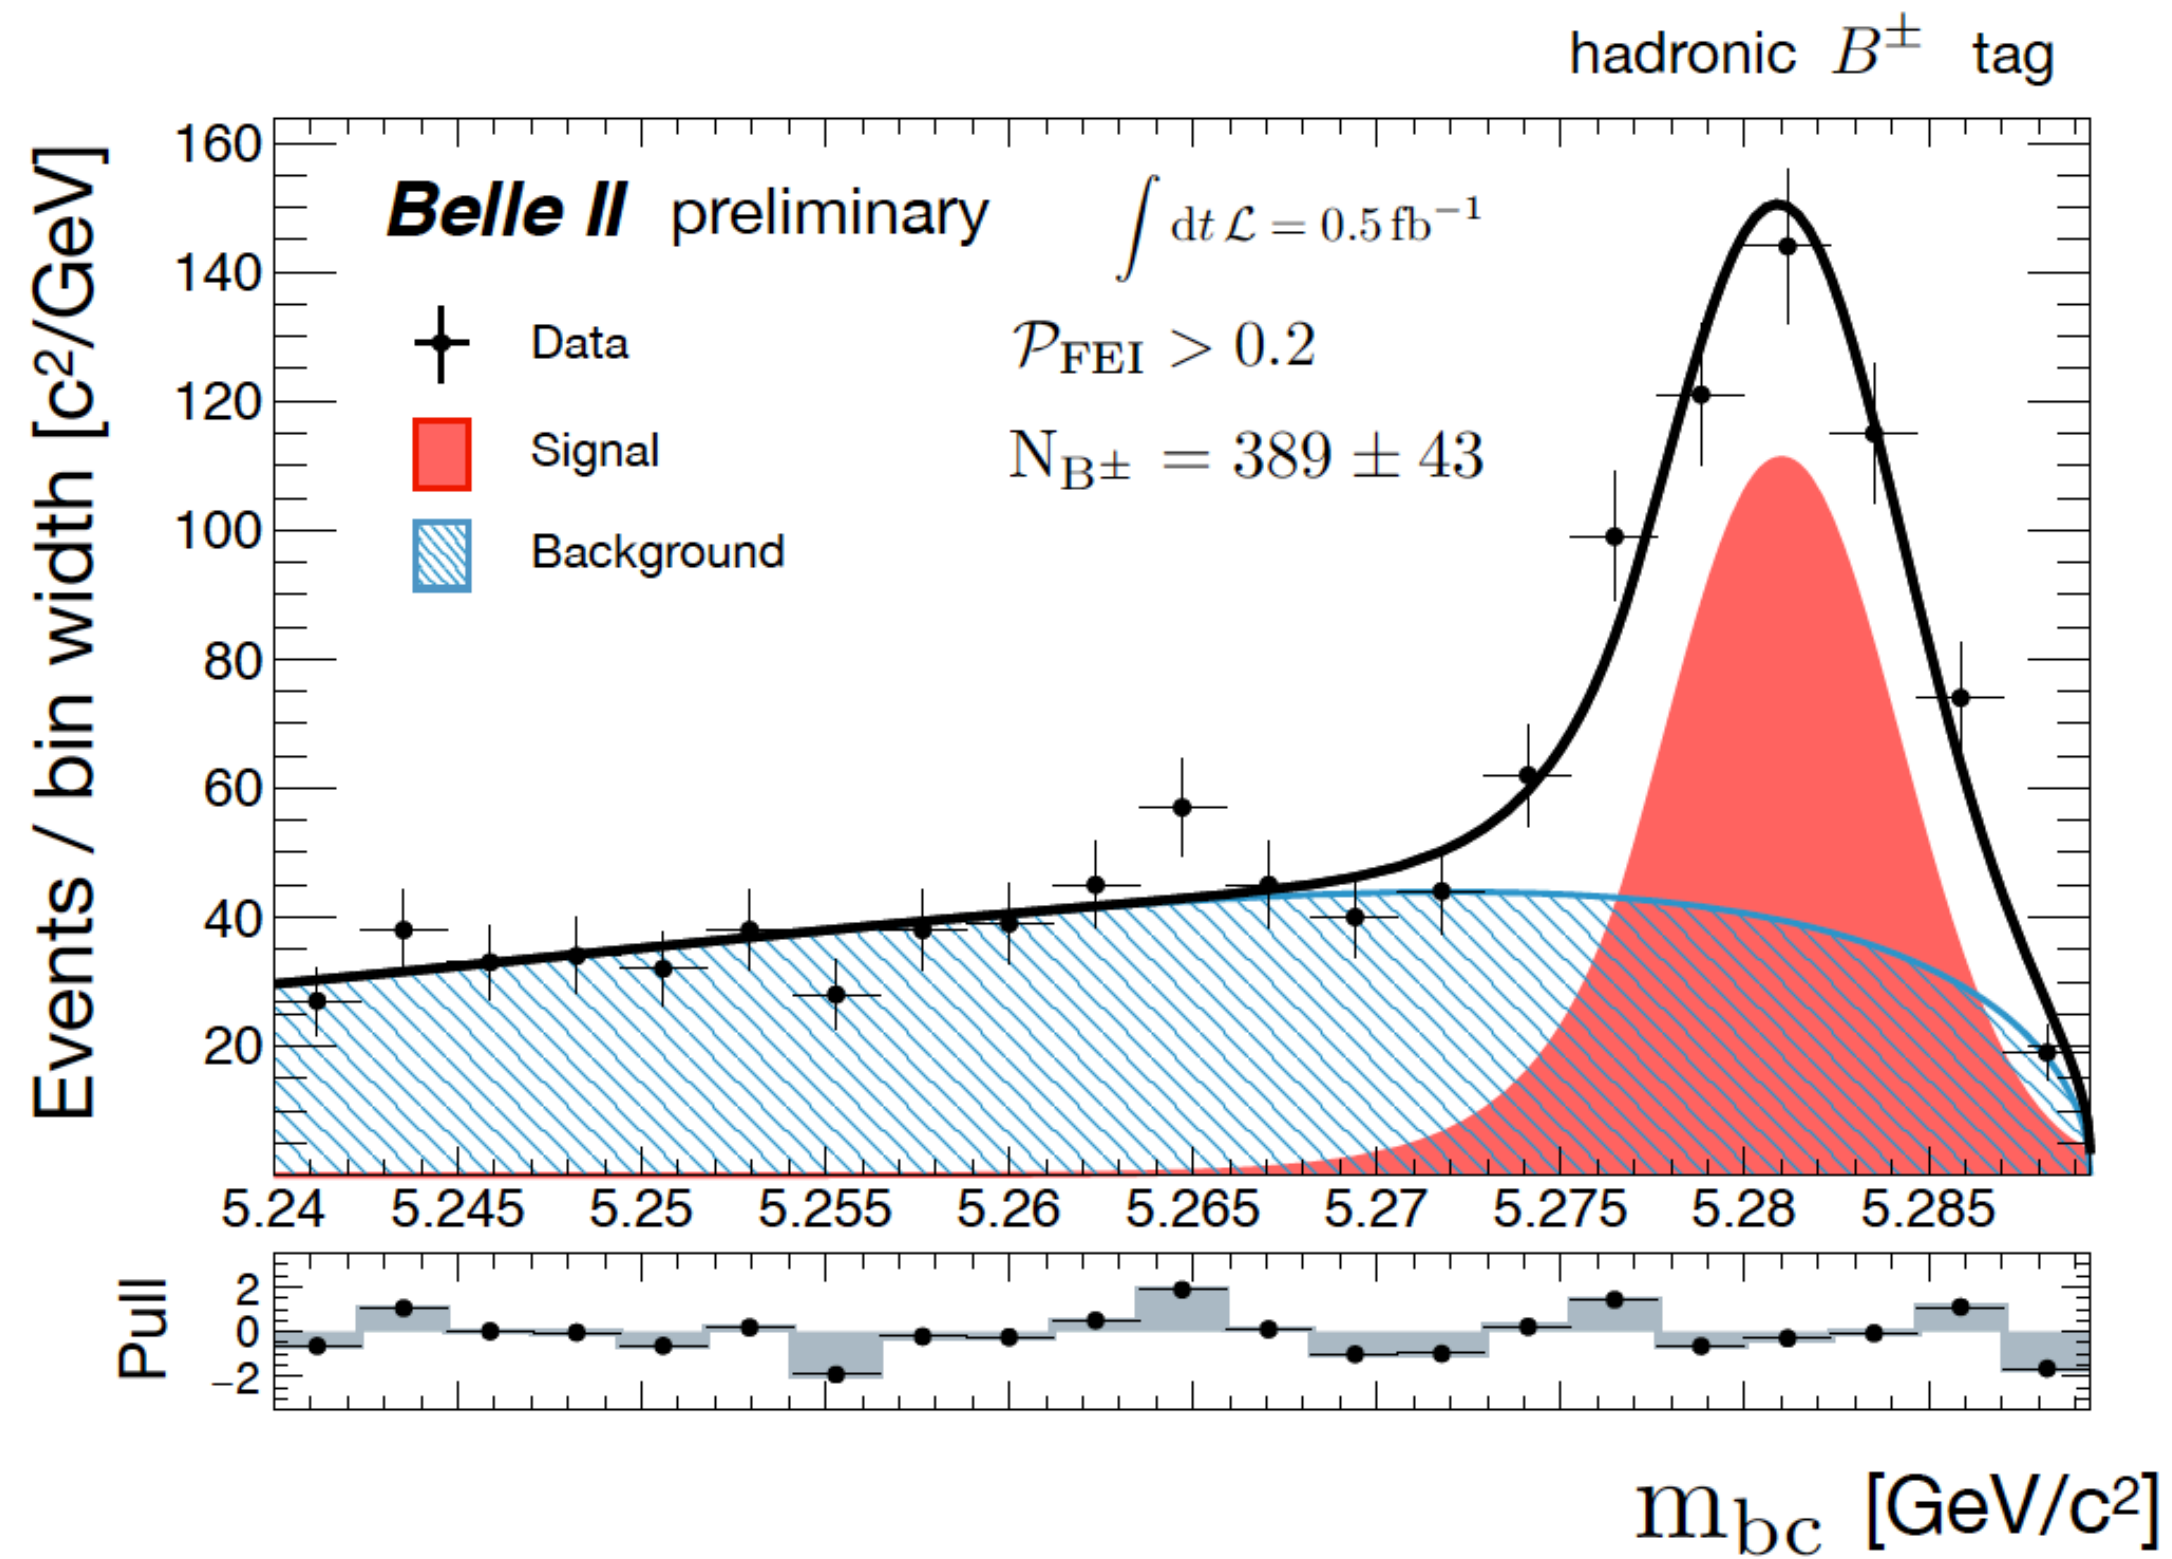 hadronic B± tag
Events / bin width [c²/GeV]
160
140
120
100
80
60
40
20
Belle II preliminary
∫ dt ℒ = 0.5 fb⁻¹
Data
Signal
Background
𝒫FEI > 0.2
N_B± = 389 ± 43
5.24 5.245 5.25 5.255 5.26 5.265 5.27 5.275 5.28 5.285
Pull
2
0
−2
m_bc [GeV/c²]